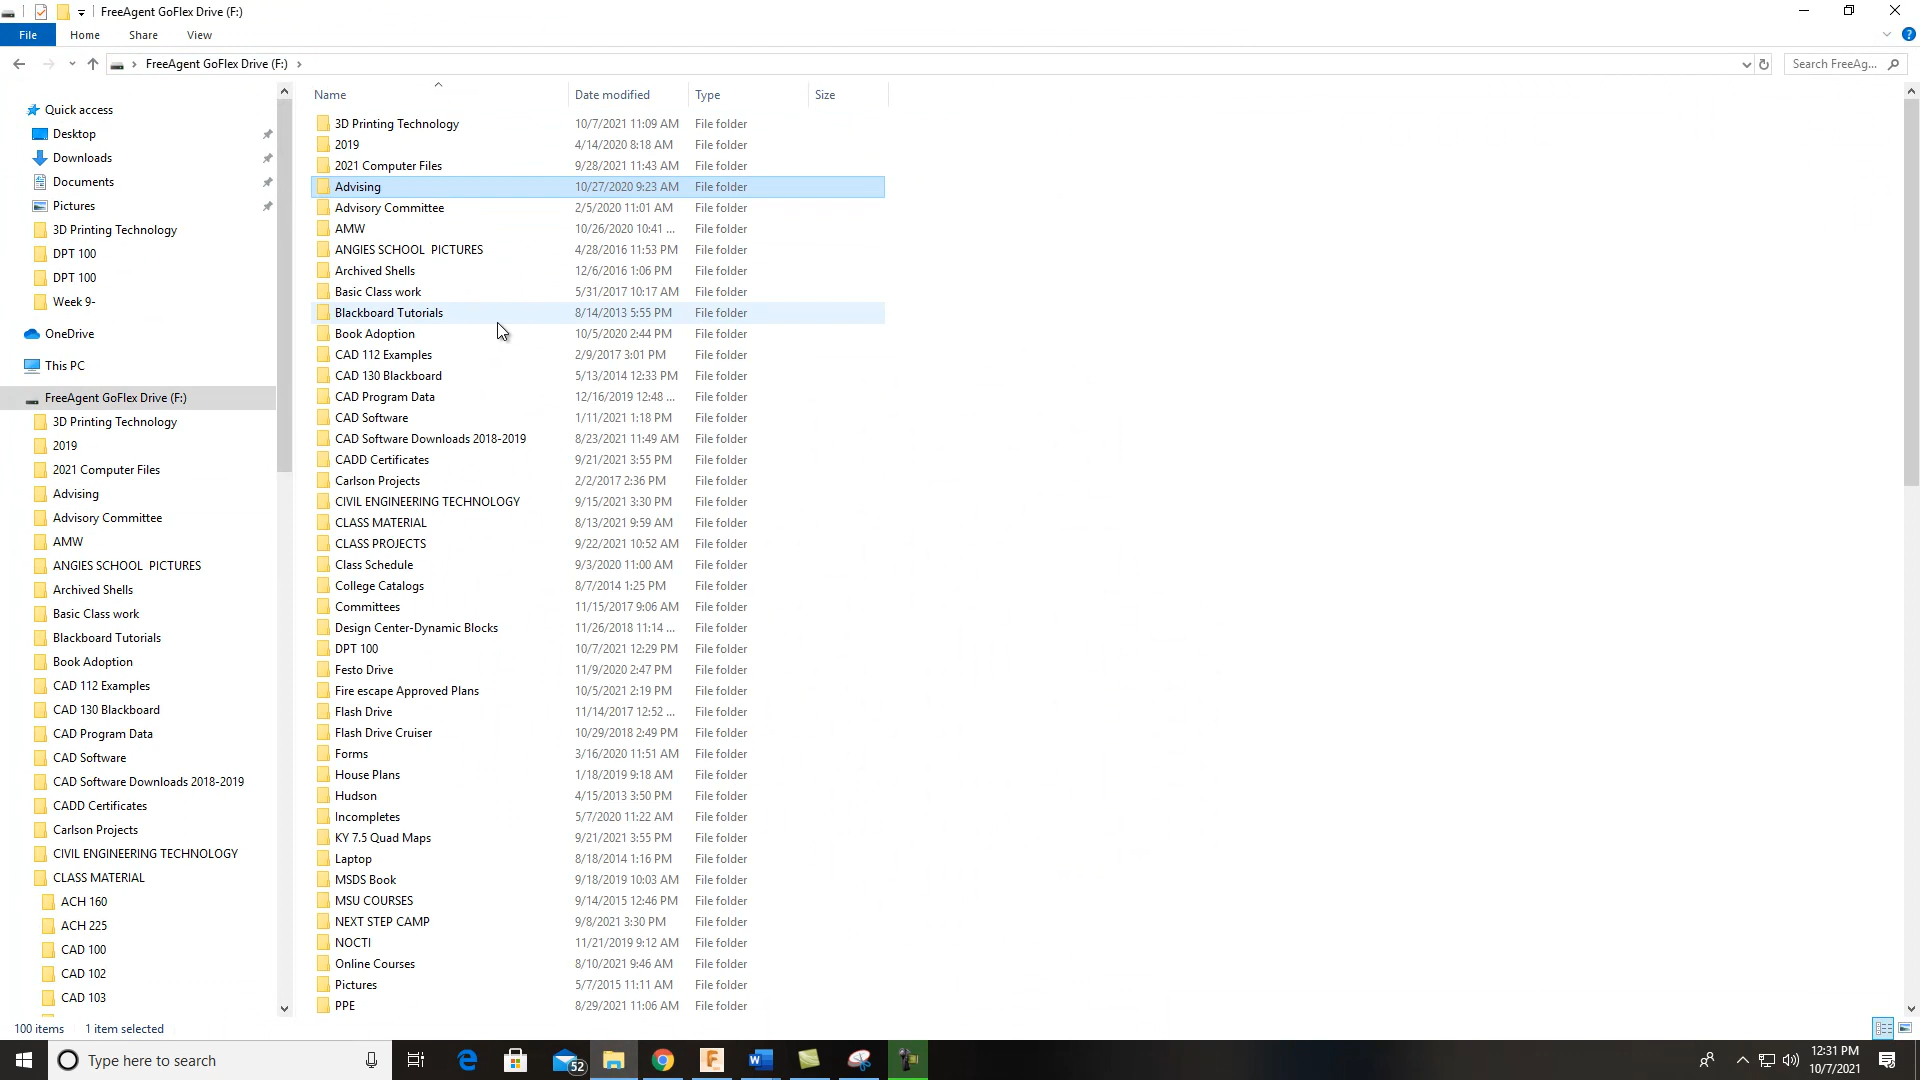 FreeAgent GoFlex Drive (F:)
File Home Share View
FreeAgent GoFlex Drive (F:)
Search FreeAg...
Quick access
Desktop
Downloads
Documents
Pictures
3D Printing Technology
DPT 100
DPT 100
Week 9-
OneDrive
This PC
FreeAgent GoFlex Drive (F:)
3D Printing Technology
2019
2021 Computer Files
Advising
Advisory Committee
AMW
ANGIES SCHOOL  PICTURES
Archived Shells
Basic Class work
Blackboard Tutorials
Book Adoption
CAD 112 Examples
CAD 130 Blackboard
CAD Program Data
CAD Software
CAD Software Downloads 2018-2019
CADD Certificates
Carlson Projects
CIVIL ENGINEERING TECHNOLOGY
CLASS MATERIAL
ACH 160
ACH 225
CAD 100
CAD 102
CAD 103
Name Date modified Type Size
3D Printing Technology 10/7/2021 11:09 AM File folder
2019 4/14/2020 8:18 AM File folder
2021 Computer Files 9/28/2021 11:43 AM File folder
Advising 10/27/2020 9:23 AM File folder
Advisory Committee 2/5/2020 11:01 AM File folder
AMW 10/26/2020 10:41 ... File folder
ANGIES SCHOOL  PICTURES 4/28/2016 11:53 PM File folder
Archived Shells 12/6/2016 1:06 PM File folder
Basic Class work 5/31/2017 10:17 AM File folder
Blackboard Tutorials 8/14/2013 5:55 PM File folder
Book Adoption 10/5/2020 2:44 PM File folder
CAD 112 Examples 2/9/2017 3:01 PM File folder
CAD 130 Blackboard 5/13/2014 12:33 PM File folder
CAD Program Data 12/16/2019 12:48 ... File folder
CAD Software 1/11/2021 1:18 PM File folder
CAD Software Downloads 2018-2019 8/23/2021 11:49 AM File folder
CADD Certificates 9/21/2021 3:55 PM File folder
Carlson Projects 2/2/2017 2:36 PM File folder
CIVIL ENGINEERING TECHNOLOGY 9/15/2021 3:30 PM File folder
CLASS MATERIAL 8/13/2021 9:59 AM File folder
CLASS PROJECTS 9/22/2021 10:52 AM File folder
Class Schedule 9/3/2020 11:00 AM File folder
College Catalogs 8/7/2014 1:25 PM File folder
Committees 11/15/2017 9:06 AM File folder
Design Center-Dynamic Blocks 11/26/2018 11:14 ... File folder
DPT 100 10/7/2021 12:29 PM File folder
Festo Drive 11/9/2020 2:47 PM File folder
Fire escape Approved Plans 10/5/2021 2:19 PM File folder
Flash Drive 11/14/2017 12:52 ... File folder
Flash Drive Cruiser 10/29/2018 2:49 PM File folder
Forms 3/16/2020 11:51 AM File folder
House Plans 1/18/2019 9:18 AM File folder
Hudson 4/15/2013 3:50 PM File folder
Incompletes 5/7/2020 11:22 AM File folder
KY 7.5 Quad Maps 9/21/2021 3:55 PM File folder
Laptop 8/18/2014 1:16 PM File folder
MSDS Book 9/18/2019 10:03 AM File folder
MSU COURSES 9/14/2015 12:46 PM File folder
NEXT STEP CAMP 9/8/2021 3:30 PM File folder
NOCTI 11/21/2019 9:12 AM File folder
Online Courses 8/10/2021 9:46 AM File folder
Pictures 5/7/2015 11:11 AM File folder
PPE 8/29/2021 11:06 AM File folder
100 items 1 item selected
Type here to search
52
12:31 PM
10/7/2021